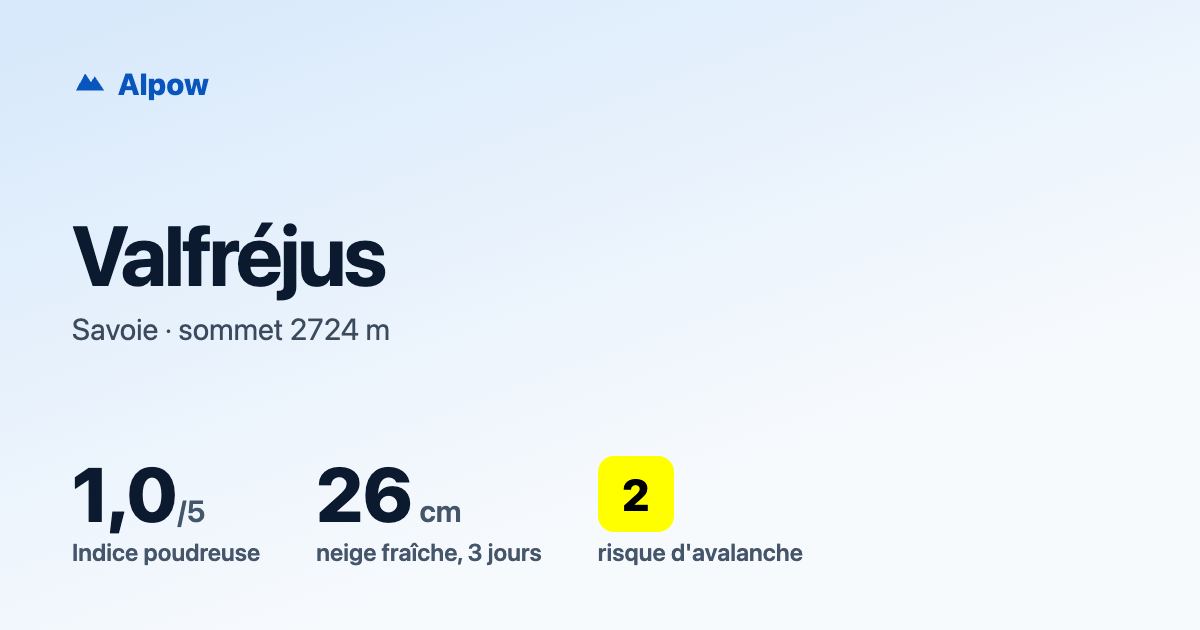 Alpow
Valfréjus
Savoie · sommet 2724 m
1,0/5
26 cm
2
Indice poudreuse
neige fraîche, 3 jours
risque d'avalanche